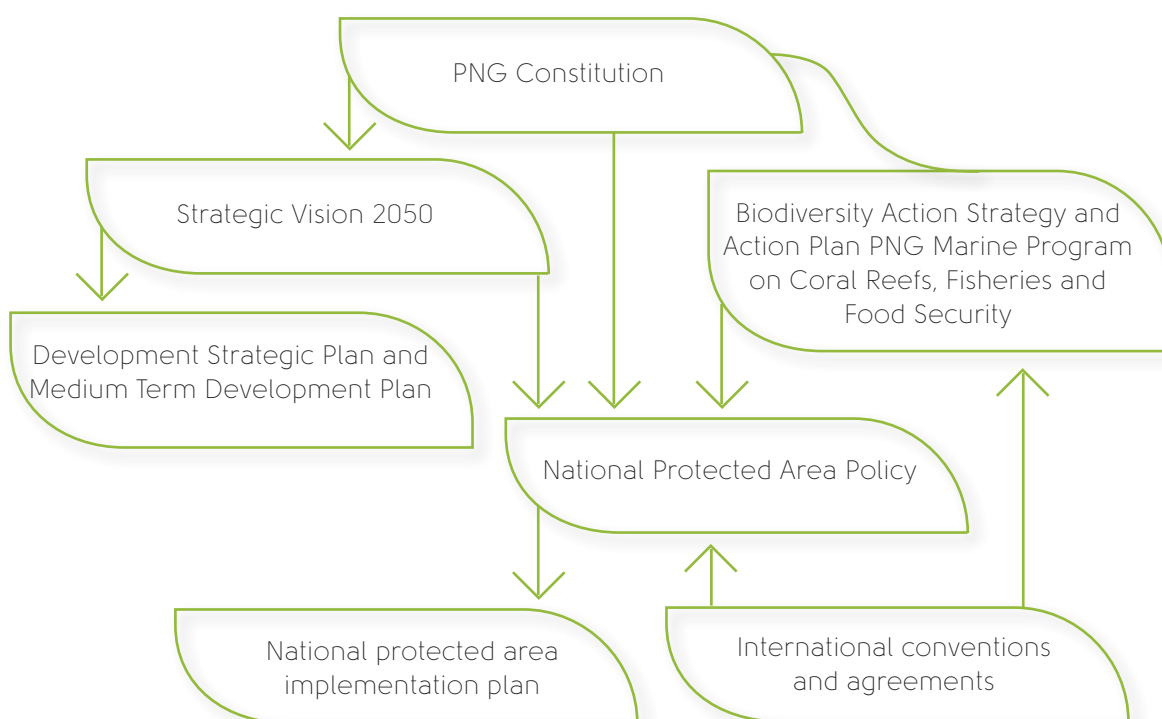 PNG Constitution
Strategic Vision 2050
Biodiversity Action Strategy and
Action Plan PNG Marine Program
on Coral Reefs, Fisheries and
Food Security
Development Strategic Plan and
Medium Term Development Plan
National Protected Area Policy
National protected area
implementation plan
International conventions
and agreements